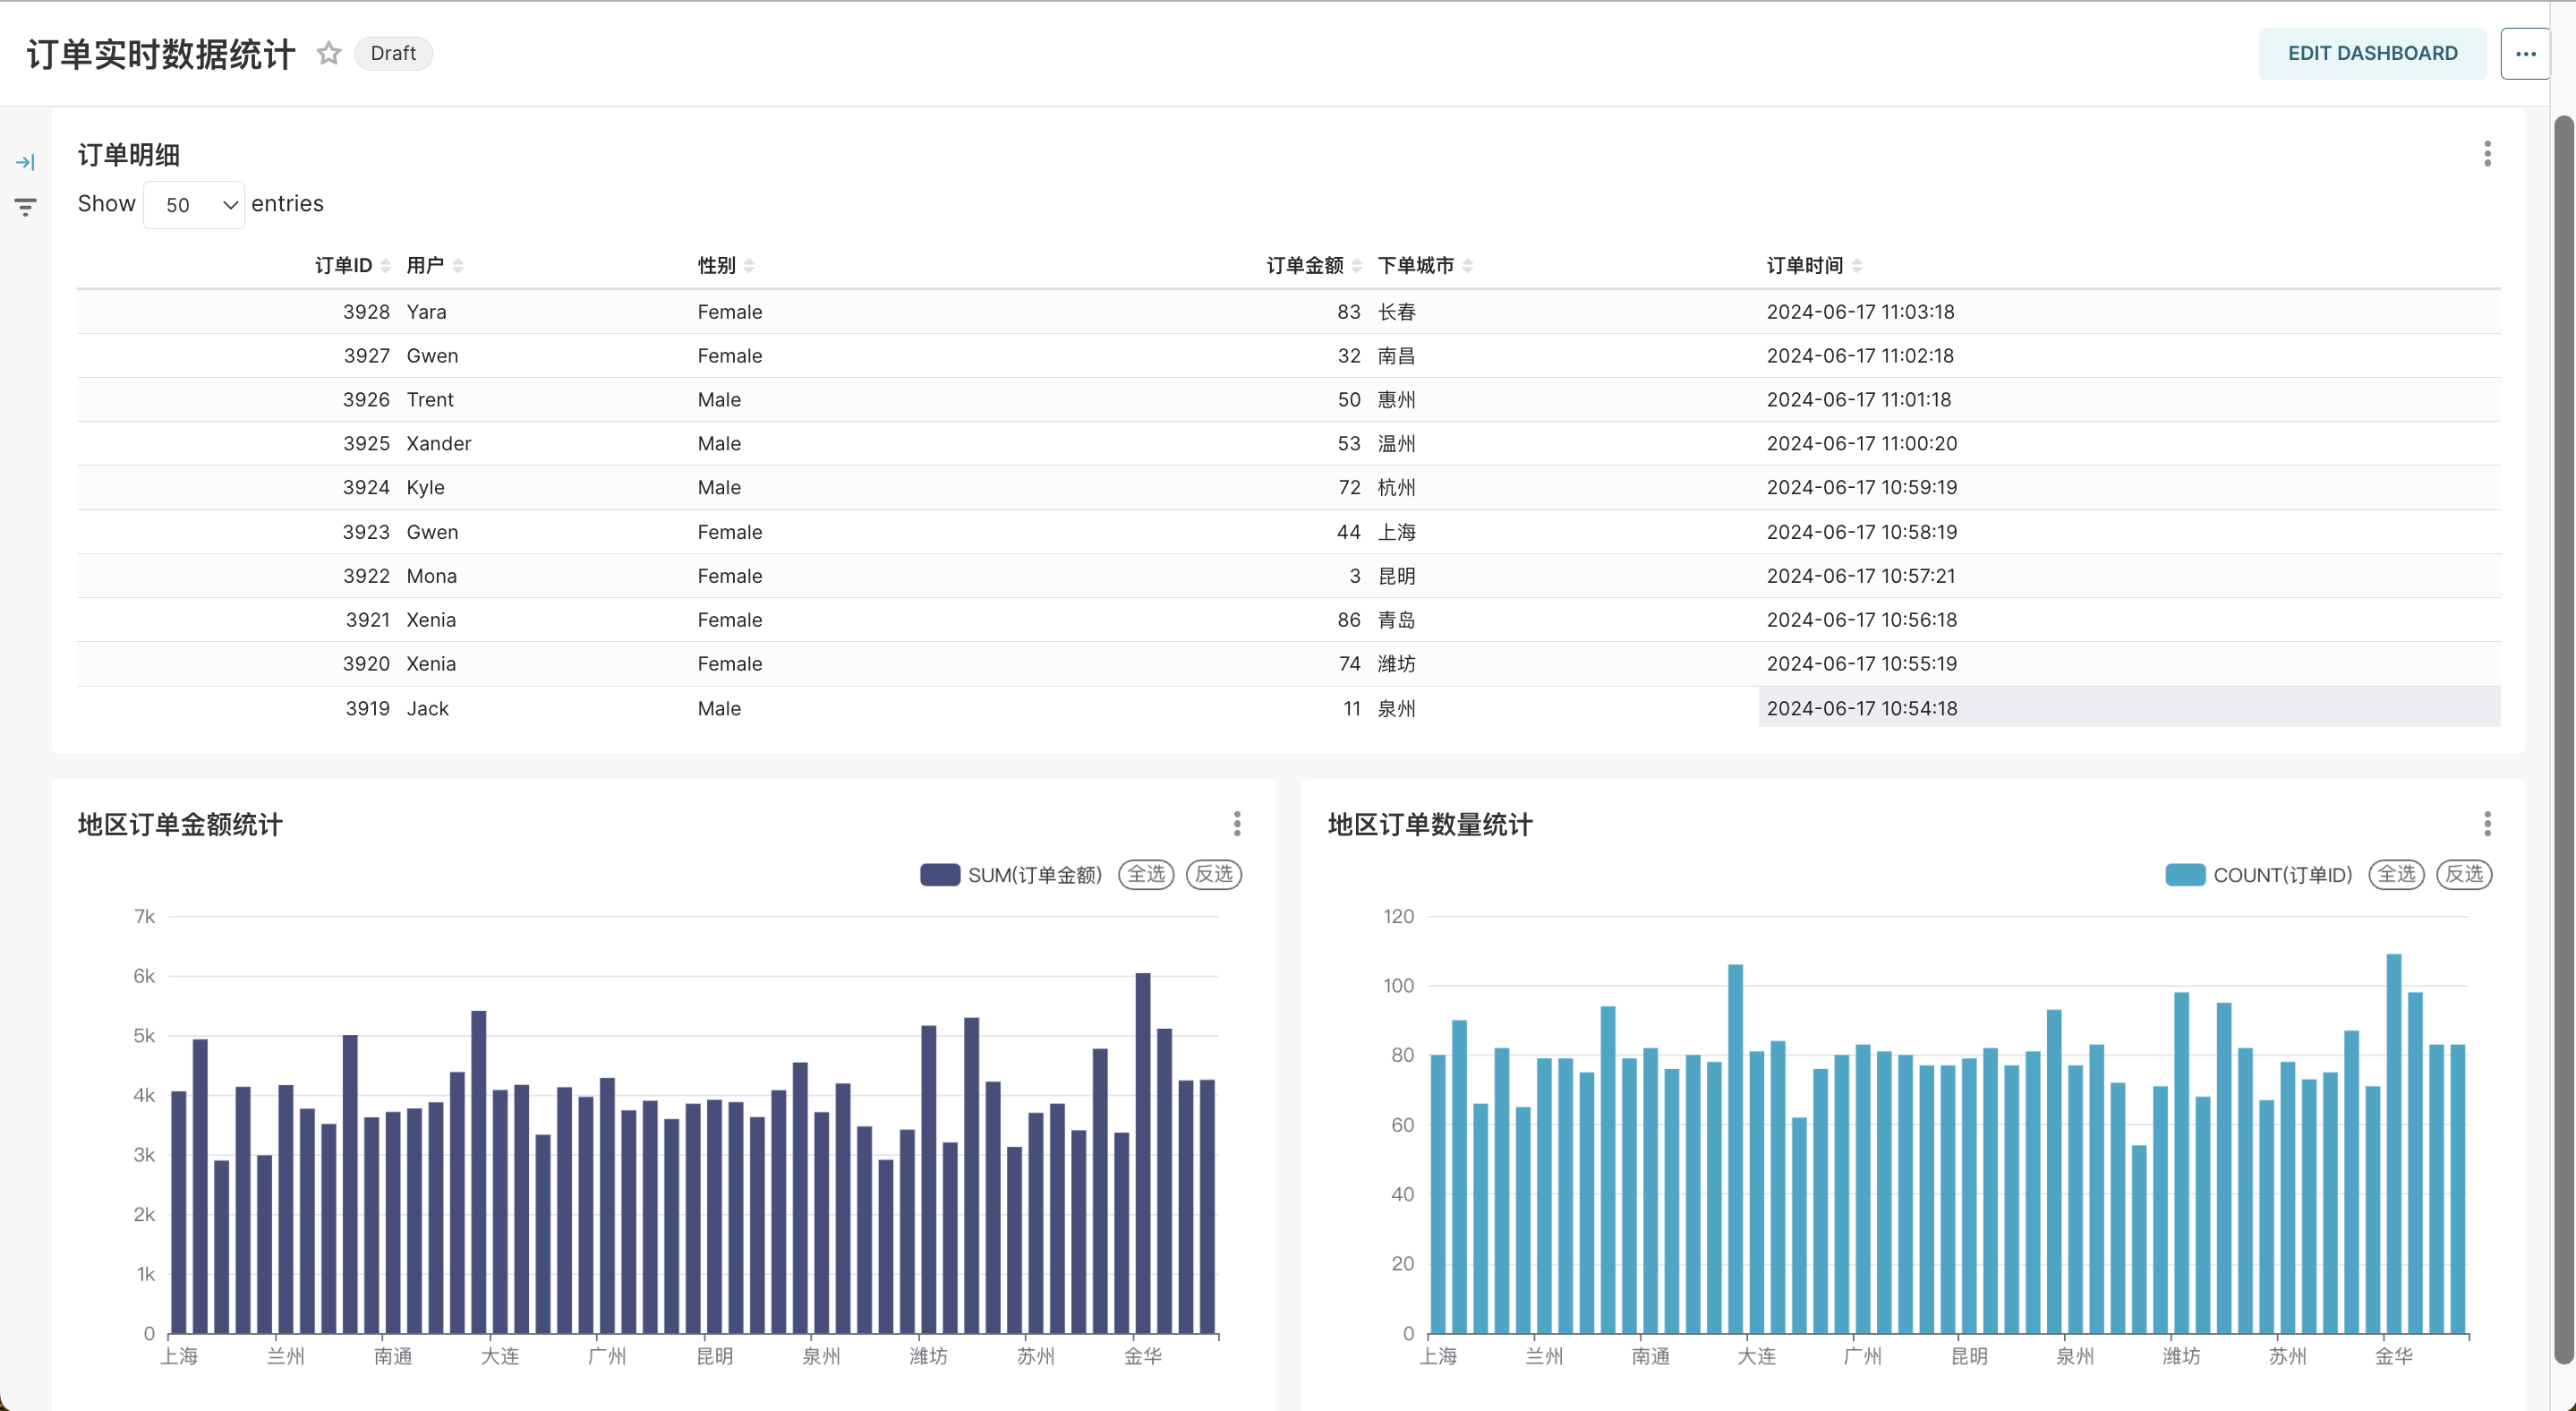 订单实时数据统计 Draft EDIT DASHBOARD
订单明细
Show 50 entries
订单ID 用户 性别 订单金额 下单城市 订单时间
3928 Yara Female 83 长春 2024-06-17 11:03:18
3927 Gwen Female 32 南昌 2024-06-17 11:02:18
3926 Trent Male 50 惠州 2024-06-17 11:01:18
3925 Xander Male 53 温州 2024-06-17 11:00:20
3924 Kyle Male 72 杭州 2024-06-17 10:59:19
3923 Gwen Female 44 上海 2024-06-17 10:58:19
3922 Mona Female 3 昆明 2024-06-17 10:57:21
3921 Xenia Female 86 青岛 2024-06-17 10:56:18
3920 Xenia Female 74 潍坊 2024-06-17 10:55:19
3919 Jack Male 11 泉州 2024-06-17 10:54:18
地区订单金额统计
SUM(订单金额) 全选 反选
7k
6k
5k
4k
3k
2k
1k
0
上海 兰州 南通 大连 广州 昆明 泉州 潍坊 苏州 金华
地区订单数量统计
COUNT(订单ID) 全选 反选
120
100
80
60
40
20
0
上海 兰州 南通 大连 广州 昆明 泉州 潍坊 苏州 金华